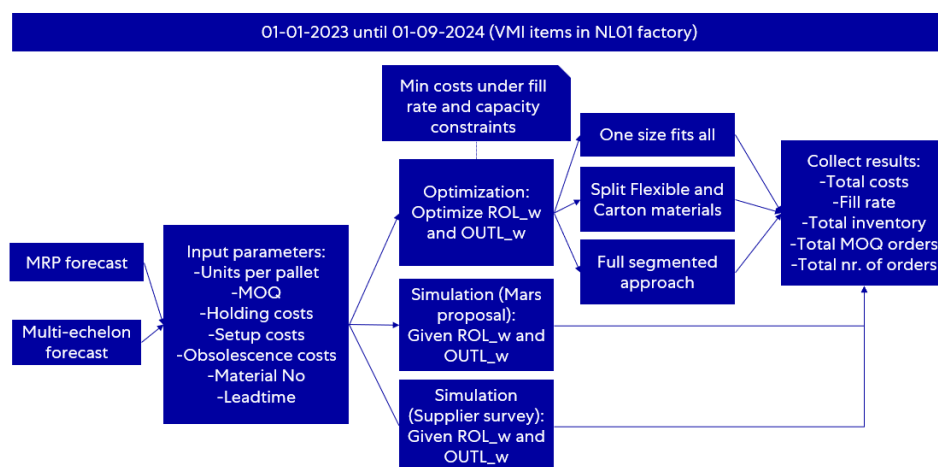 01-01-2023 until 01-09-2024 (VMI items in NL01 factory)
Min costs under fill
rate and capacity
constraints
MRP forecast
Multi-echelon
forecast
Input parameters:
-Units per pallet
-MOQ
-Holding costs
-Setup costs
-Obsolescence costs
-Material No
-Leadtime
Optimization:
Optimize ROL_w
and OUTL_w
Simulation (Mars
proposal):
Given ROL_w and
OUTL_w
Simulation
(Supplier survey):
Given ROL_w and
OUTL_w
One size fits all
Split Flexible and
Carton materials
Full segmented
approach
Collect results:
-Total costs
-Fill rate
-Total inventory
-Total MOQ orders
-Total nr. of orders